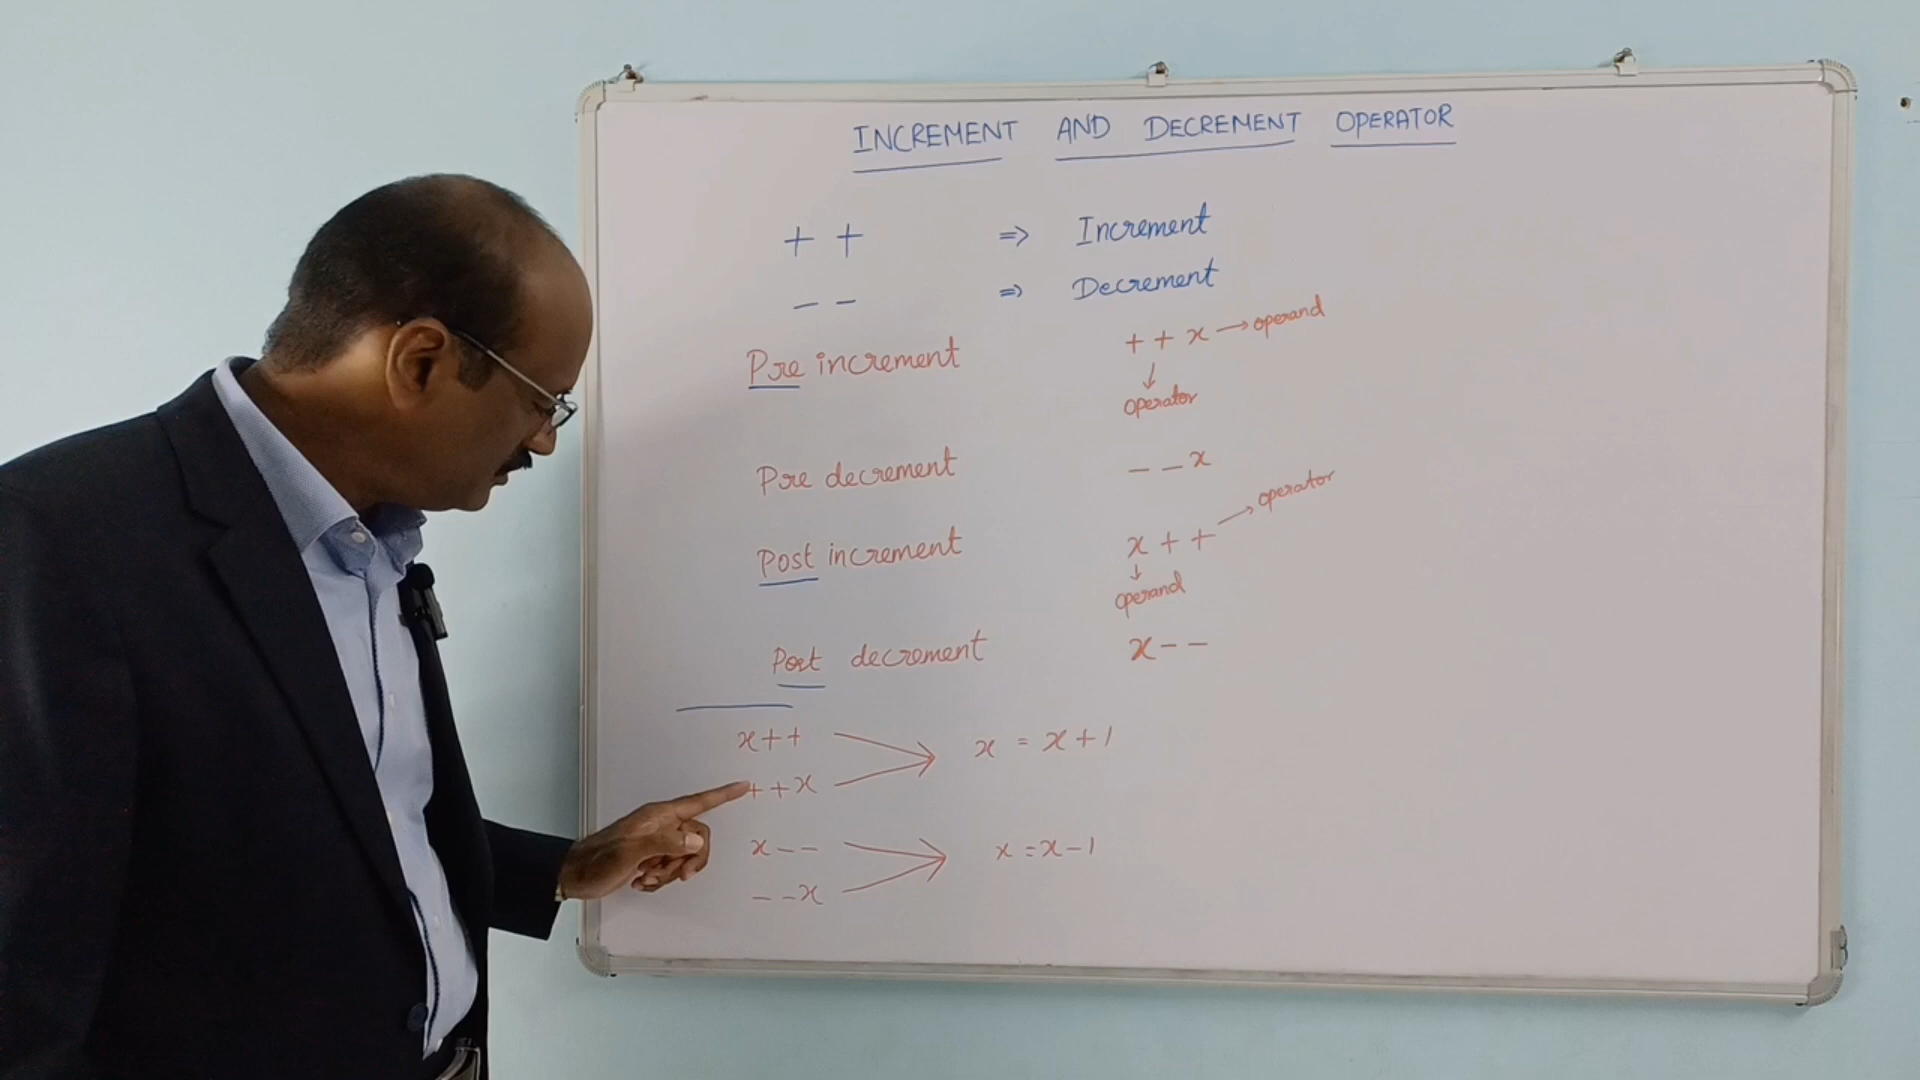 INCREMENT AND DECREMENT OPERATOR
+ + => Increment
- - => Decrement
Pre increment + + x → operand
↓
operator
Pre decrement - - x
Post increment x + + → operator
↓
operand
Post decrement x - -
x++
++x
x = x+1
x--
--x
x = x-1